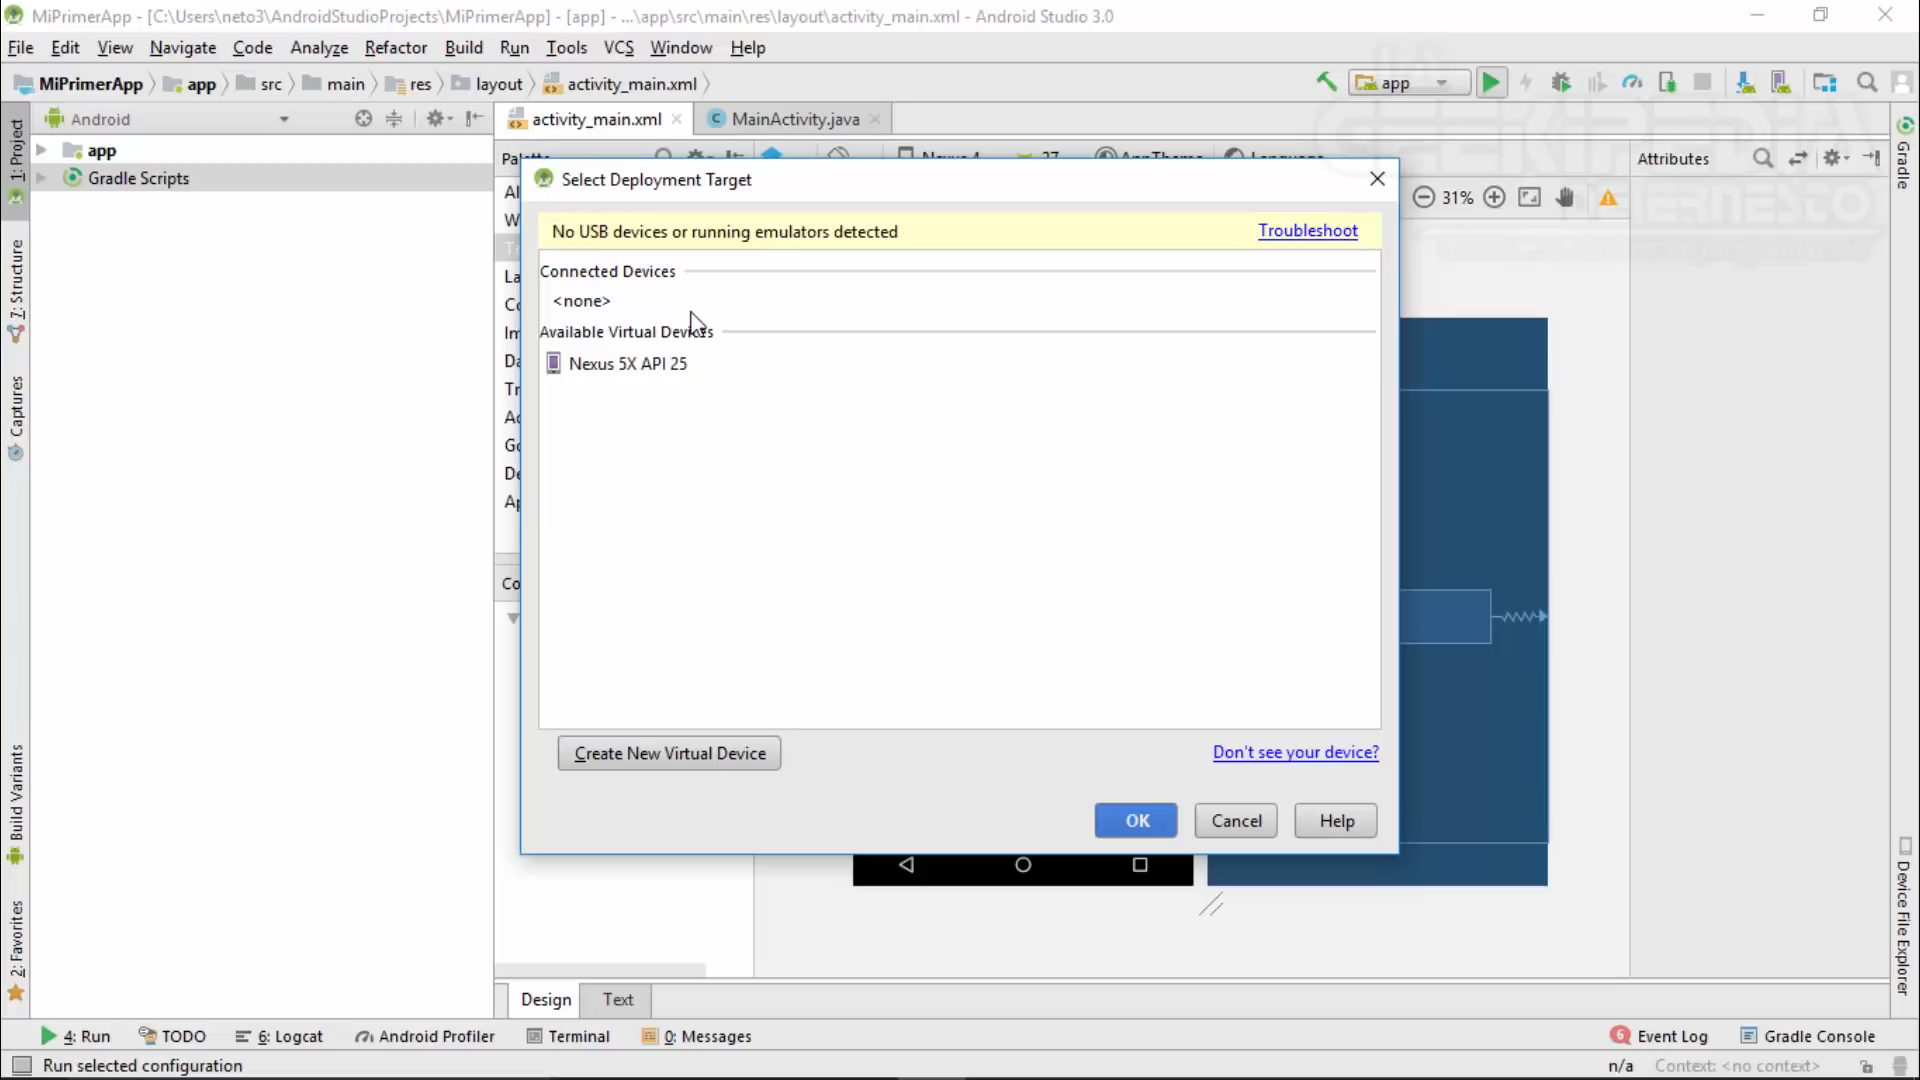 MiPrimerApp - [C:\Users\neto3\AndroidStudioProjects\MiPrimerApp] - [app] - ...\app\src\main\res\layout\activity_main.xml - Android Studio 3.0
File Edit View Navigate Code Analyze Refactor Build Run Tools VCS Window Help
MiPrimerApp app src main res layout activity_main.xml
app
1: Project
Android
activity_main.xml
MainActivity.java
Gradle
app
Gradle Scripts
Attributes
31%
Select Deployment Target
No USB devices or running emulators detected
Troubleshoot
Connected Devices
<none>
Available Virtual Devices
Nexus 5X API 25
Create New Virtual Device
Don't see your device?
OK
Cancel
Help
7: Structure
Captures
Build Variants
2: Favorites
Device File Explorer
Design
Text
4: Run
TODO
6: Logcat
Android Profiler
Terminal
0: Messages
6 Event Log
Gradle Console
Run selected configuration
n/a
Context: <no context>